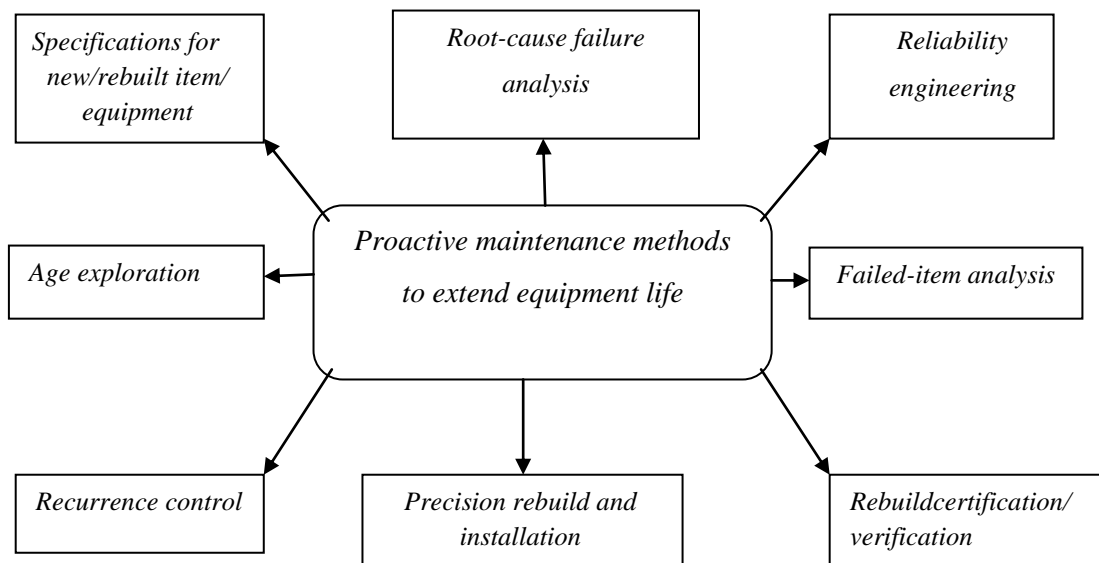 Specifications for
new/rebuilt item/
equipment
Root-cause failure
analysis
Reliability
engineering
Proactive maintenance methods
to extend equipment life
Age exploration
Failed-item analysis
Recurrence control
Precision rebuild and
installation
Rebuildcertification/
verification